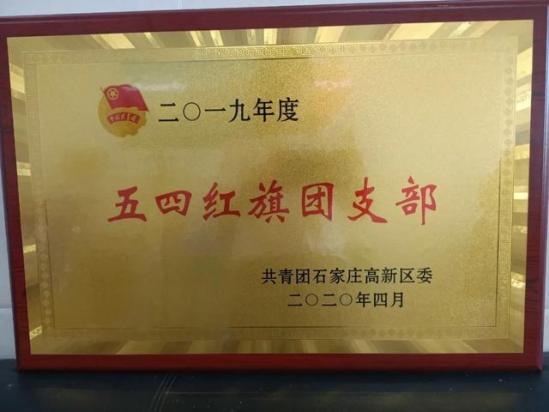 二〇一九年度
五四红旗团支部
共青团石家庄高新区委
二〇二〇年四月